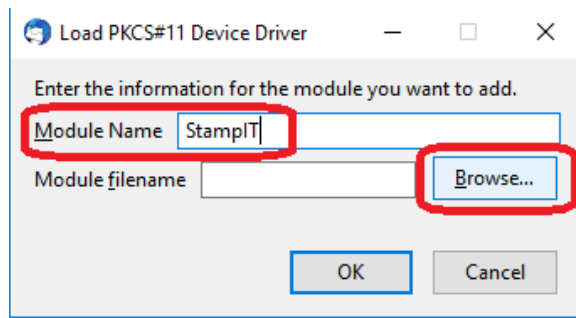 Load PKCS#11 Device Driver
Enter the information for the module you want to add.
Module Name StampIT
Module filename Browse...
OK Cancel